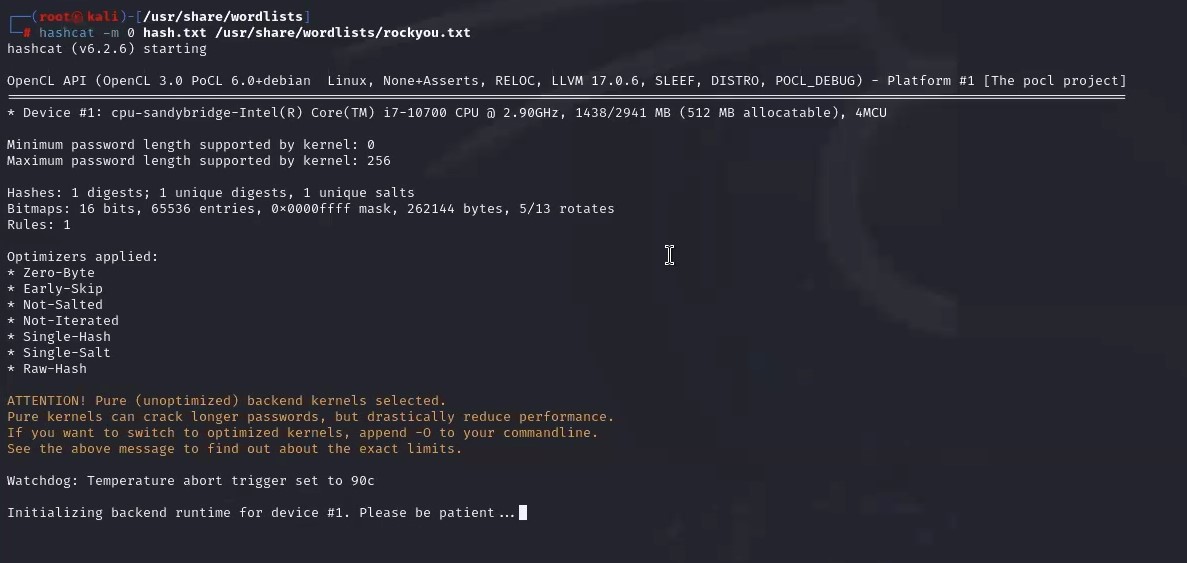 ┌──(root㉿kali)-[/usr/share/wordlists]
└─# hashcat -m 0 hash.txt /usr/share/wordlists/rockyou.txt
hashcat (v6.2.6) starting
OpenCL API (OpenCL 3.0 PoCL 6.0+debian  Linux, None+Asserts, RELOC, LLVM 17.0.6, SLEEF, DISTRO, POCL_DEBUG) - Platform #1 [The pocl project]
* Device #1: cpu-sandybridge-Intel(R) Core(TM) i7-10700 CPU @ 2.90GHz, 1438/2941 MB (512 MB allocatable), 4MCU
Minimum password length supported by kernel: 0
Maximum password length supported by kernel: 256
Hashes: 1 digests; 1 unique digests, 1 unique salts
Bitmaps: 16 bits, 65536 entries, 0x0000ffff mask, 262144 bytes, 5/13 rotates
Rules: 1
Optimizers applied:
* Zero-Byte
* Early-Skip
* Not-Salted
* Not-Iterated
* Single-Hash
* Single-Salt
* Raw-Hash
ATTENTION! Pure (unoptimized) backend kernels selected.
Pure kernels can crack longer passwords, but drastically reduce performance.
If you want to switch to optimized kernels, append -O to your commandline.
See the above message to find out about the exact limits.
Watchdog: Temperature abort trigger set to 90c
Initializing backend runtime for device #1. Please be patient...